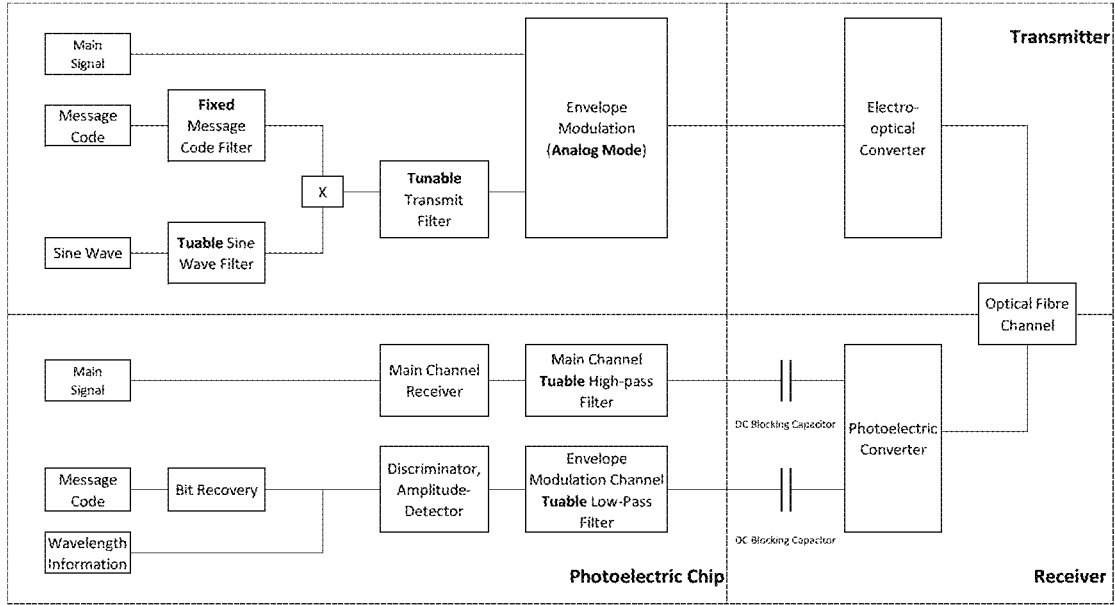 Transmitter
Main
Signal
Message
Code
Fixed
Message
Code Filter
X
Sine Wave
Tuable Sine
Wave Filter
Tunable
Transmit
Filter
Envelope
Modulation
(Analog Mode)
Electro-
optical
Converter
Optical Fibre
Channel
Main
Signal
Main Channel
Receiver
Main Channel
Tuable High-pass
Filter
DC Blocking Capacitor
Photoelectric
Converter
Message
Code
Bit Recovery
Discriminator,
Amplitude-
Detector
Envelope
Modulation Channel
Tuable Low-Pass
Filter
DC Blocking Capacitor
Wavelength
Information
Photoelectric Chip
Receiver